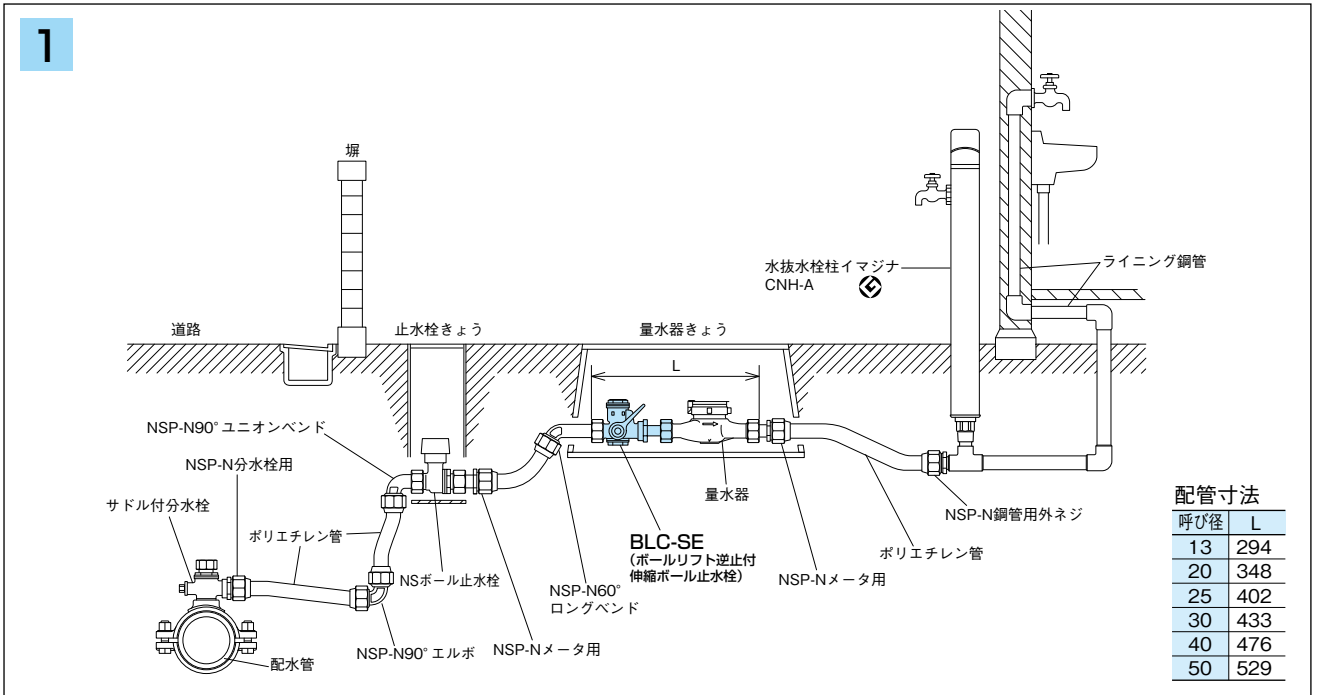 1
塀
水抜水栓柱イマジナ
CNH-A
ライニング鋼管
道路
止水栓きょう
量水器きょう
L
NSP-N90°ユニオンベンド
NSP-N分水栓用
サドル付分水栓
ポリエチレン管
NSボール止水栓
BLC-SE
(ボールリフト逆止付
伸縮ボール止水栓)
量水器
NSP-N鋼管用外ネジ
ポリエチレン管
NSP-N60°
ロングベンド
NSP-Nメータ用
配水管
NSP-N90°エルボ
NSP-Nメータ用
配管寸法
呼び径 L
13 294
20 348
25 402
30 433
40 476
50 529